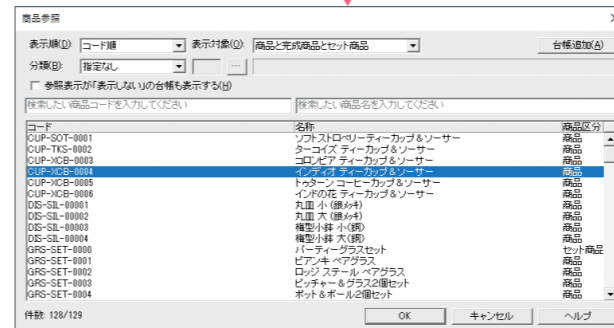 商品参照
表示順(D): コード順 表示対象(O): 商品と完成商品とセット商品 台帳追加(A)
分類(B): 指定なし ...
参照表示が「表示しない」の台帳も表示する(H)
検索したい商品コードを入力してください 検索したい商品名を入力してください
コード 名称 商品区分
CUP-SOT-0001 ソフトストロベリーティーカップ&ソーサー 商品
CUP-TKS-0002 ターコイズ ティーカップ&ソーサー 商品
CUP-XCB-0003 コロンビア ティーカップ&ソーサー 商品
CUP-XCB-0004 インディオ ティーカップ&ソーサー 商品
CUP-XCB-0005 トゥターン コーヒーカップ&ソーサー 商品
CUP-XCB-0006 インドの花 ティーカップ&ソーサー 商品
DIS-SIL-00001 丸皿 小 (銀メッキ) 商品
DIS-SIL-00002 丸皿 大 (銀メッキ) 商品
DIS-SIL-00003 梅型小鉢 小(銅) 商品
DIS-SIL-00004 梅型小鉢 大(銅) 商品
GRS-SET-0000 パーティーグラスセット セット商品
GRS-SET-0001 ビアンキ ペアグラス 商品
GRS-SET-0002 ロッジ ステール ペアグラス 商品
GRS-SET-0003 ピッチャー&グラス2個セット 商品
GRS-SET-0004 ポット&ボール2個セット 商品
件数: 128/129 OK キャンセル ヘルプ